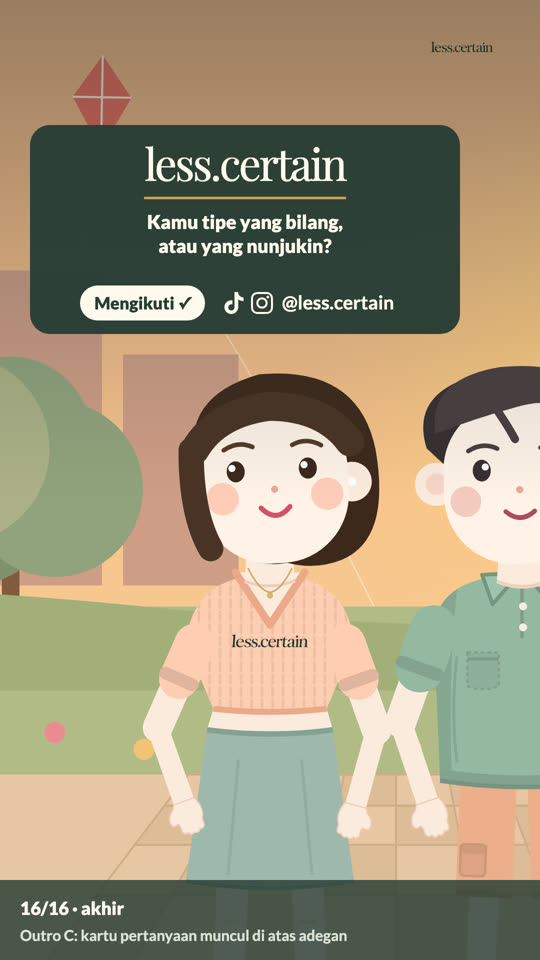 less.certain
less.certain
Kamu tipe yang bilang,
atau yang nunjukin?
Mengikuti ✓ @less.certain
less.certain
16/16 · akhir
Outro C: kartu pertanyaan muncul di atas adegan